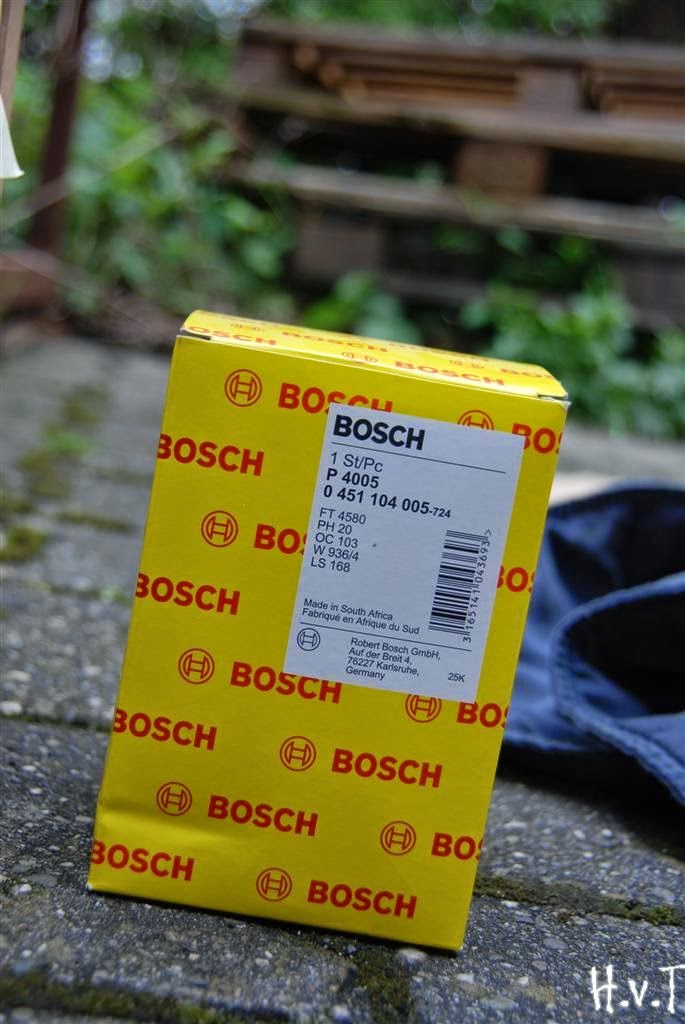 BOSCH
BOSCH
BOSCH
BOSCH
BOSCH
BOSCH
BOSCH
1 St/Pc
P 4005
0 451 104 005-724
FT 4580
PH 20
OC 103
W 936/4
LS 168
3 165141 043693 >
Made in South Africa
Fabriqué en Afrique du Sud
Robert Bosch GmbH,
Auf der Breit 4,
76227 Karlsruhe,
Germany
25K
BOSCH
BOSCH
BOSCH
BOSCH
BOSCH
BOSCH
BOSCH
H.v.T